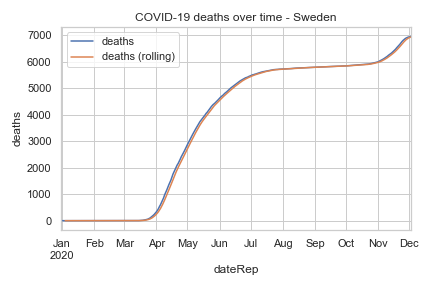 COVID-19 deaths over time - Sweden
deaths
deaths (rolling)
7000
6000
5000
4000
3000
2000
1000
0
deaths
Jan Feb Mar Apr May Jun Jul Aug Sep Oct Nov Dec
2020
dateRep